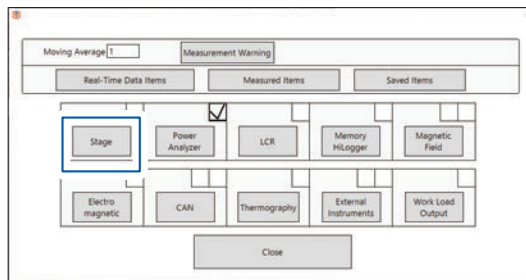 Moving Average 1 Measurement Warning
Real-Time Data Items Measured Items Saved Items
Stage Power Analyzer LCR Memory HiLogger Magnetic Field
Electro magnetic CAN Thermography External Instruments Work Load Output
Close